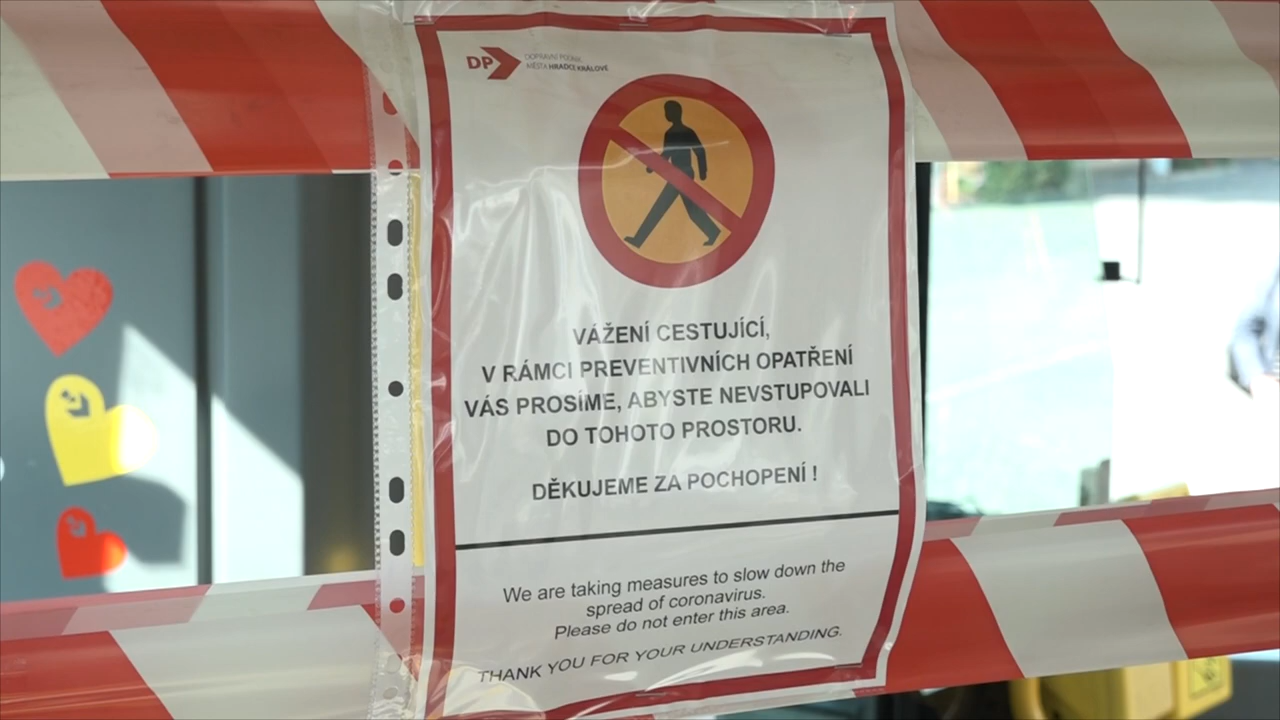 DP
DOPRAVNÍ PODNIK
MĚSTA HRADCE KRÁLOVÉ
VÁŽENÍ CESTUJÍCÍ,
V RÁMCI PREVENTIVNÍCH OPATŘENÍ
VÁS PROSÍME, ABYSTE NEVSTUPOVALI
DO TOHOTO PROSTORU.
DĚKUJEME ZA POCHOPENÍ !
We are taking measures to slow down the
spread of coronavirus.
Please do not enter this area.
THANK YOU FOR YOUR UNDERSTANDING.